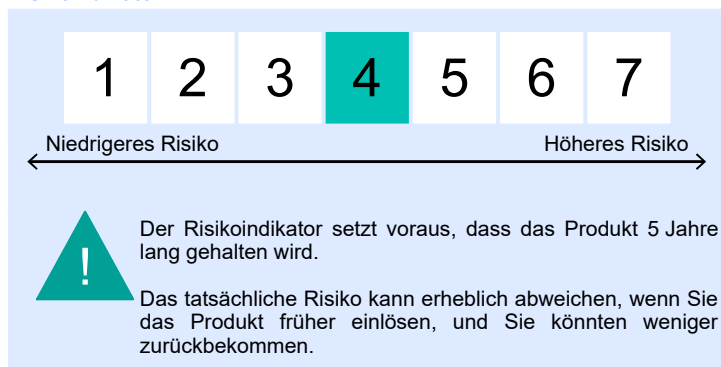 1 2 3 4 5 6 7
Niedrigeres Risiko Höheres Risiko
!
Der Risikoindikator setzt voraus, dass das Produkt 5 Jahre
lang gehalten wird.
Das tatsächliche Risiko kann erheblich abweichen, wenn Sie
das Produkt früher einlösen, und Sie könnten weniger
zurückbekommen.